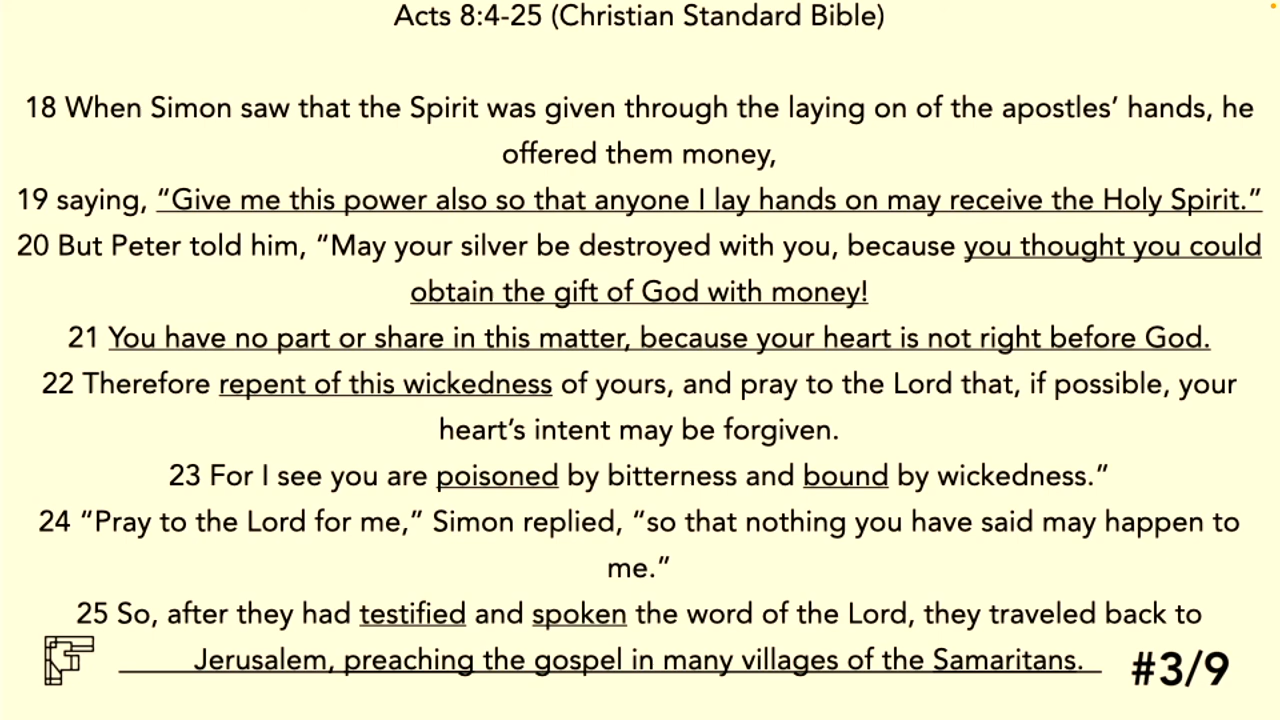 Acts 8:4-25 (Christian Standard Bible)
18 When Simon saw that the Spirit was given through the laying on of the apostles’ hands, he
offered them money,
19 saying, “Give me this power also so that anyone I lay hands on may receive the Holy Spirit.”
20 But Peter told him, “May your silver be destroyed with you, because you thought you could
obtain the gift of God with money!
21 You have no part or share in this matter, because your heart is not right before God.
22 Therefore repent of this wickedness of yours, and pray to the Lord that, if possible, your
heart’s intent may be forgiven.
23 For I see you are poisoned by bitterness and bound by wickedness.”
24 “Pray to the Lord for me,” Simon replied, “so that nothing you have said may happen to
me.”
25 So, after they had testified and spoken the word of the Lord, they traveled back to
Jerusalem, preaching the gospel in many villages of the Samaritans.
#3/9